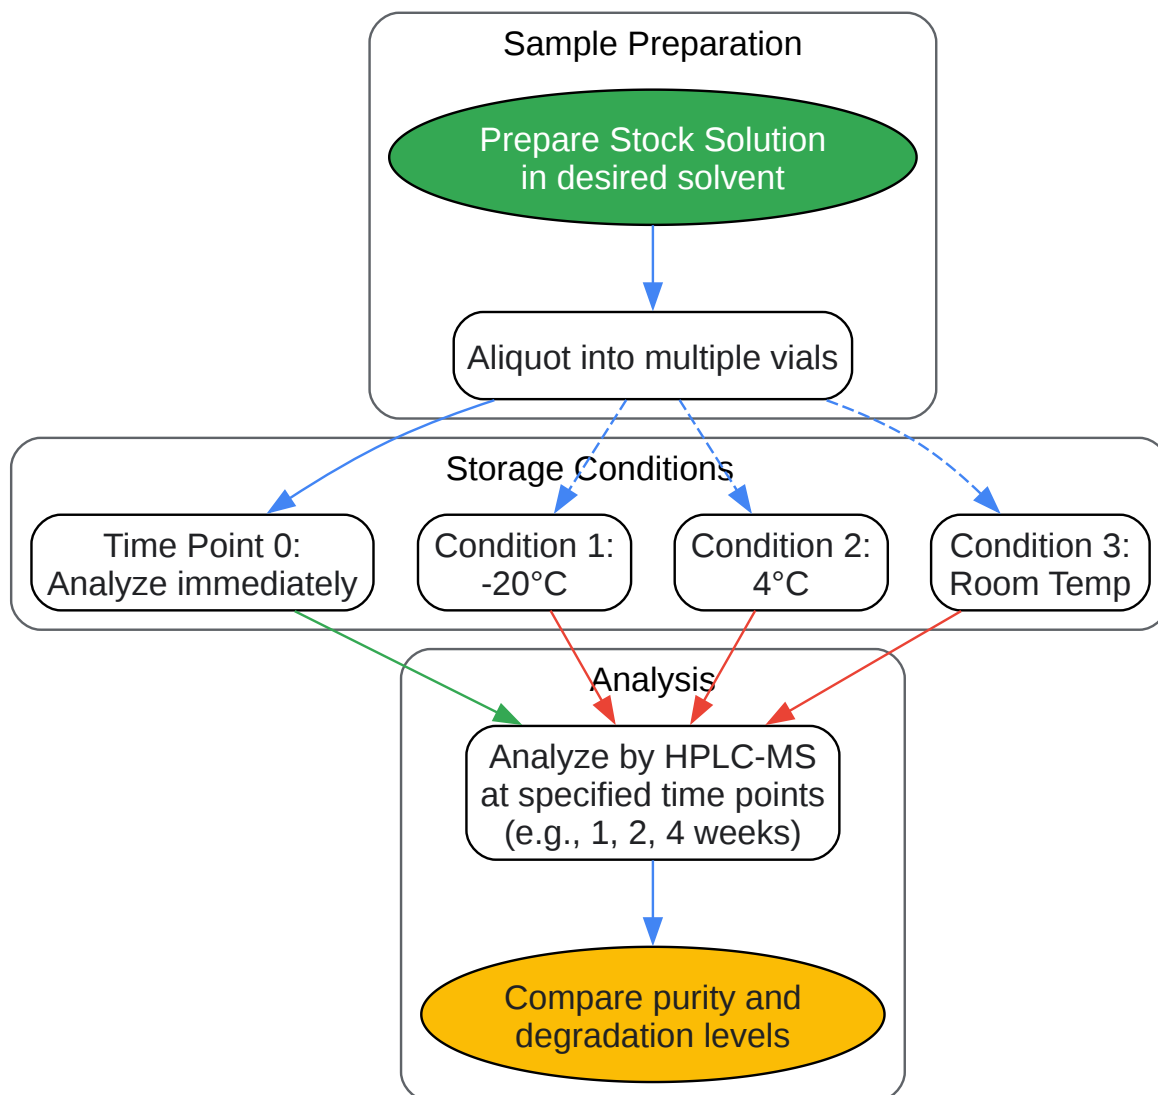 Sample Preparation
Prepare Stock Solution
in desired solvent
Aliquot into multiple vials
Storage Conditions
Time Point 0:
Analyze immediately
Condition 1:
-20°C
Condition 2:
4°C
Condition 3:
Room Temp
Analysis
Analyze by HPLC-MS
at specified time points
(e.g., 1, 2, 4 weeks)
Compare purity and
degradation levels